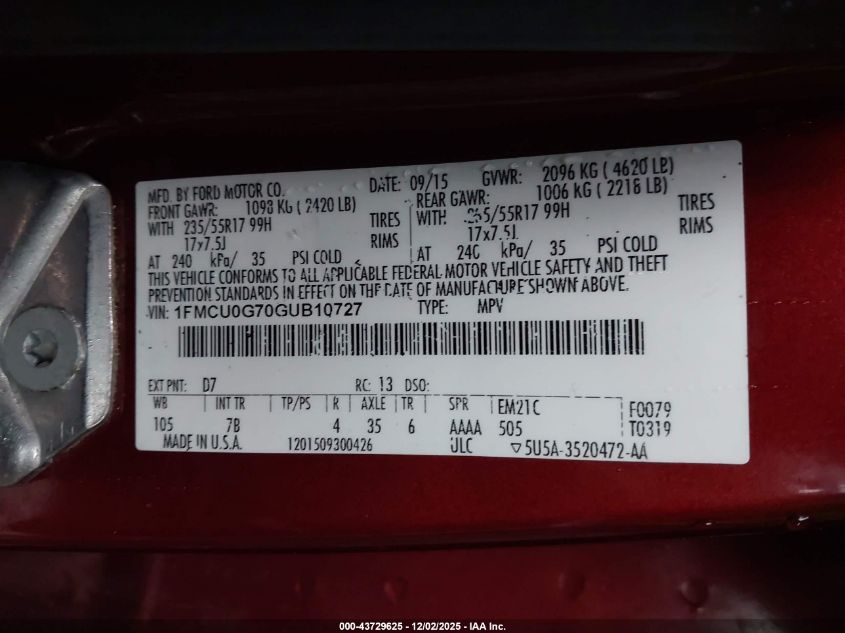 MFD. BY FORD MOTOR CO. DATE: 09/15 GVWR: 2096 KG ( 4620 LB)
FRONT GAWR: 1098 KG ( 2420 LB) REAR GAWR: 1006 KG ( 2218 LB)
WITH 235/55R17 99H TIRES WITH 235/55R17 99H TIRES
17x7.5J RIMS 17x7.5J RIMS
AT 240 kPa/ 35 PSI COLD AT 240 kPa/ 35 PSI COLD
THIS VEHICLE CONFORMS TO ALL APPLICABLE FEDERAL MOTOR VEHICLE SAFETY AND THEFT
PREVENTION STANDARDS IN EFFECT ON THE DATE OF MANUFACTURE SHOWN ABOVE.
VIN: 1FMCU0G70GUB10727 TYPE: MPV
EXT PNT: D7 RC: 13 DSO:
WB INT TR TP/PS R AXLE TR SPR EM21C F0079
105 7B 4 35 6 AAAA 505 T0319
MADE IN U.S.A. 1201509300426 ULC ▽5U5A-3520472-AA
000-43729625 - 12/02/2025 - IAA Inc.